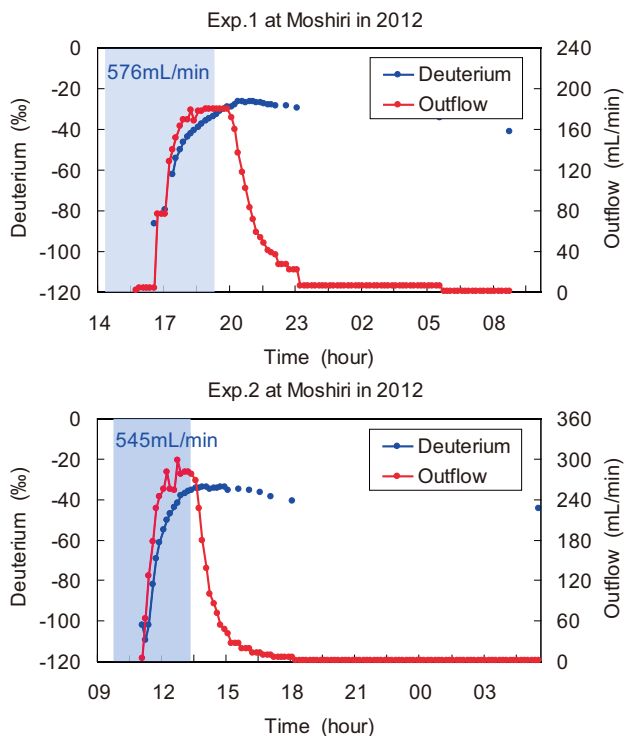 Exp.1 at Moshiri in 2012
0
-20
-40
-60
-80
-100
-120
Deuterium (‰)
576mL/min
Deuterium
Outflow
240
200
160
120
80
40
0
Outflow (mL/min)
14 17 20 23 02 05 08
Time (hour)
Exp.2 at Moshiri in 2012
0
-20
-40
-60
-80
-100
-120
Deuterium (‰)
545mL/min
Deuterium
Outflow
360
300
240
180
120
60
0
Outflow (mL/min)
09 12 15 18 21 00 03
Time (hour)